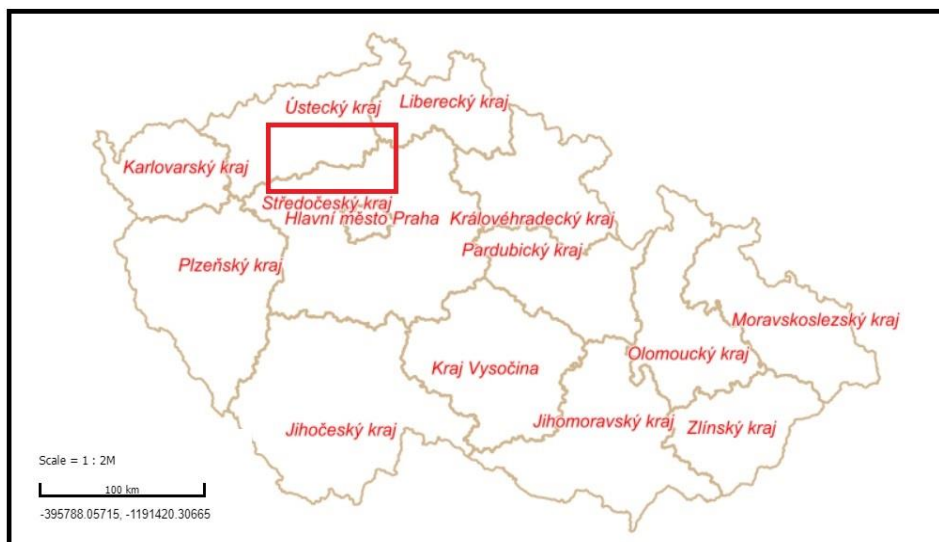 Ústecký kraj
Liberecký kraj
Karlovarský kraj
Středočeský kraj
Hlavní město Praha
Královéhradecký kraj
Plzeňský kraj
Pardubický kraj
Moravskoslezský kraj
Olomoucký kraj
Kraj Vysočina
Jihočeský kraj
Jihomoravský kraj
Zlínský kraj
Scale = 1 : 2M
100 km
-395788.05715, -1191420.30665